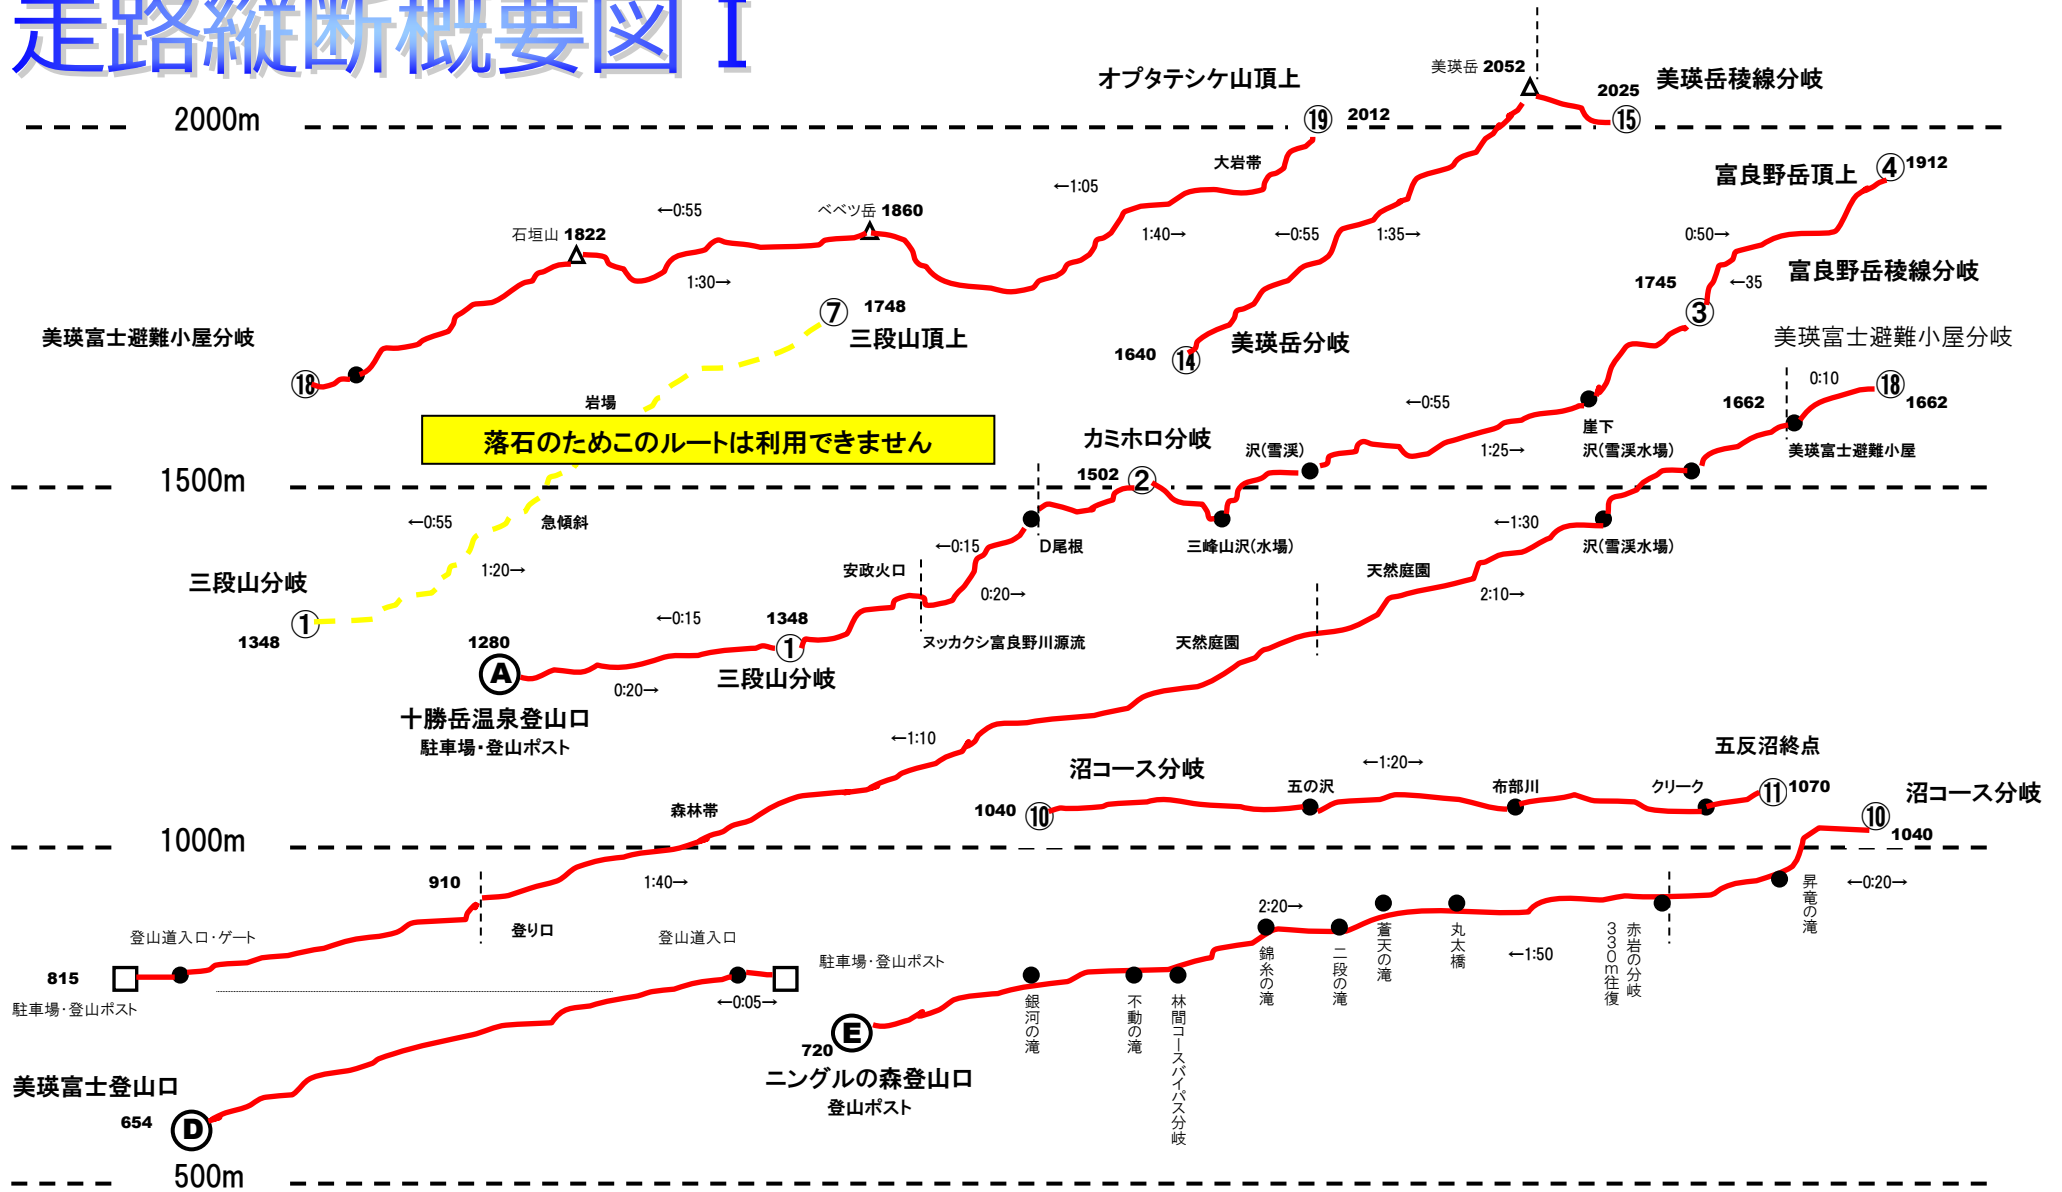 走路縦断概要図Ⅰ
2000m
オプタテシケ山頂上
⑲ 2012
美瑛岳 2052
2025
⑮
美瑛岳稜線分岐
大岩帯
←1:05
1:40→
←0:55
1:35→
富良野岳頂上
④ 1912
石垣山 1822
←0:55
ベベツ岳 1860
1:30→
0:50→
←35
富良野岳稜線分岐
1745
③
美瑛富士避難小屋分岐
⑱
⑦ 1748
三段山頂上
1640
⑭
美瑛岳分岐
美瑛富士避難小屋分岐
0:10
⑱
1662
1662
美瑛富士避難小屋
岩場
落石のためこのルートは利用できません
カミホロ分岐
1502
②
沢(雪渓)
←0:55
1:25→
崖下
沢(雪渓水場)
1500m
←0:55
急傾斜
1:20→
三段山分岐
①
1348
←0:15
D尾根
三峰山沢(水場)
←1:30
沢(雪渓水場)
安政火口
0:20→
天然庭園
2:10→
←0:15
1348
①
1280
A
0:20→
三段山分岐
ヌッカクシ富良野川源流
天然庭園
十勝岳温泉登山口
駐車場・登山ポスト
←1:10
沼コース分岐
1040
⑩
五の沢
←1:20→
布部川
クリーク
五反沼終点
⑪ 1070
沼コース分岐
⑩
1040
森林帯
1000m
910
1:40→
登り口
登山道入口・ゲート
815
駐車場・登山ポスト
登山道入口
←0:05→
駐車場・登山ポスト
2:20→
←1:50
←0:20→
銀河の滝
不動の滝
林間コースバイパス分岐
錦糸の滝
二段の滝
蒼天の滝
丸太橋
赤岩の分岐
330m往復
昇竜の滝
E
720
ニングルの森登山口
登山ポスト
美瑛富士登山口
654
D
500m